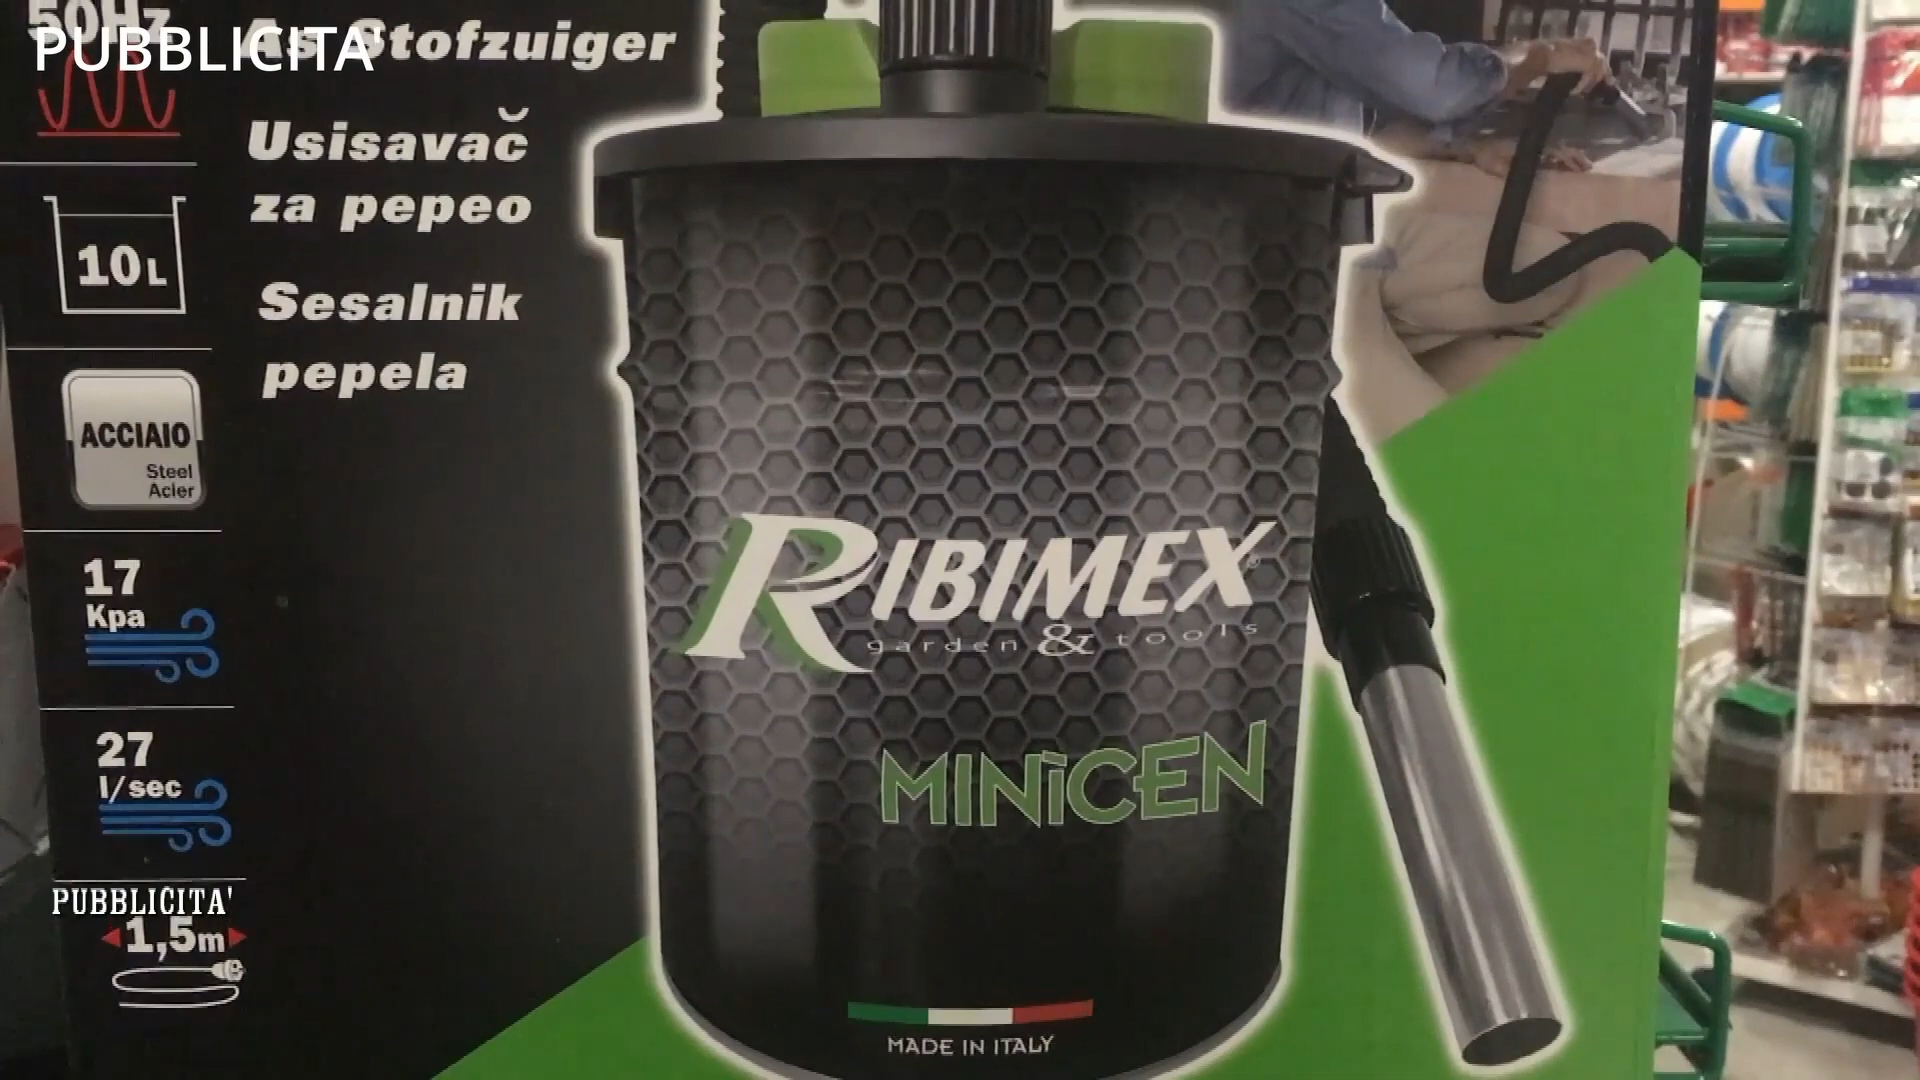 50Hz
PUBBLICITA'
As Stofzuiger
Usisavač
za pepeo
Sesalnik
pepela
10L
ACCIAIO
Steel
Acier
17
Kpa
27
l/sec
PUBBLICITA'
1,5m
RIBIMEX
garden & tools
MINiCEN
MADE IN ITALY